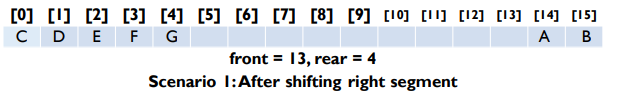 [0] [1] [2] [3] [4] [5] [6] [7] [8] [9] [10] [11] [12] [13] [14] [15]
C D E F G A B
front = 13, rear = 4
Scenario 1: After shifting right segment